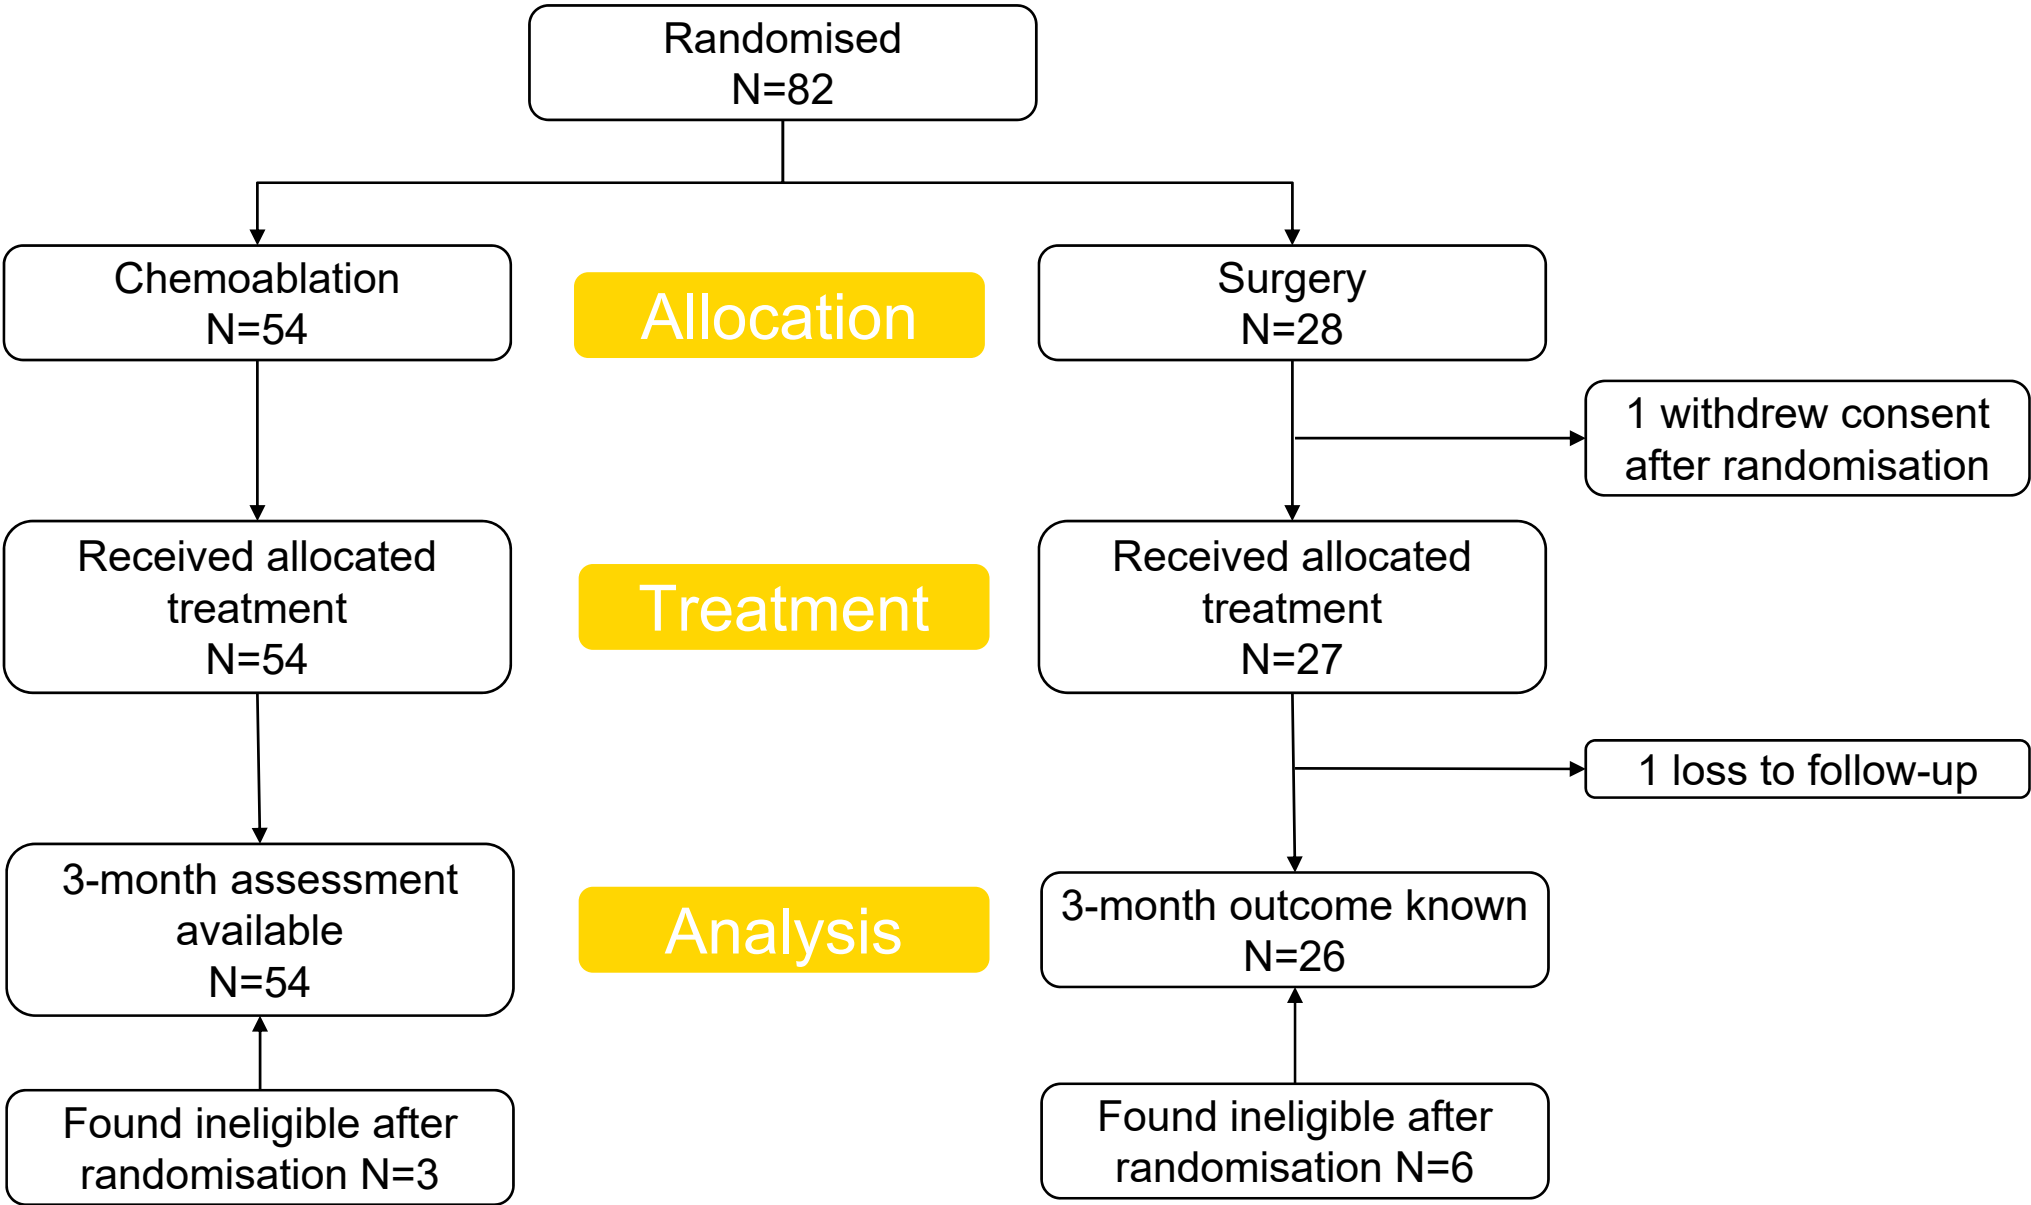 Randomised
N=82
Chemoablation
N=54
Allocation
Surgery
N=28
1 withdrew consent
after randomisation
Received allocated
treatment
N=54
Treatment
Received allocated
treatment
N=27
1 loss to follow-up
3-month assessment
available
N=54
Analysis
3-month outcome known
N=26
Found ineligible after
randomisation N=3
Found ineligible after
randomisation N=6